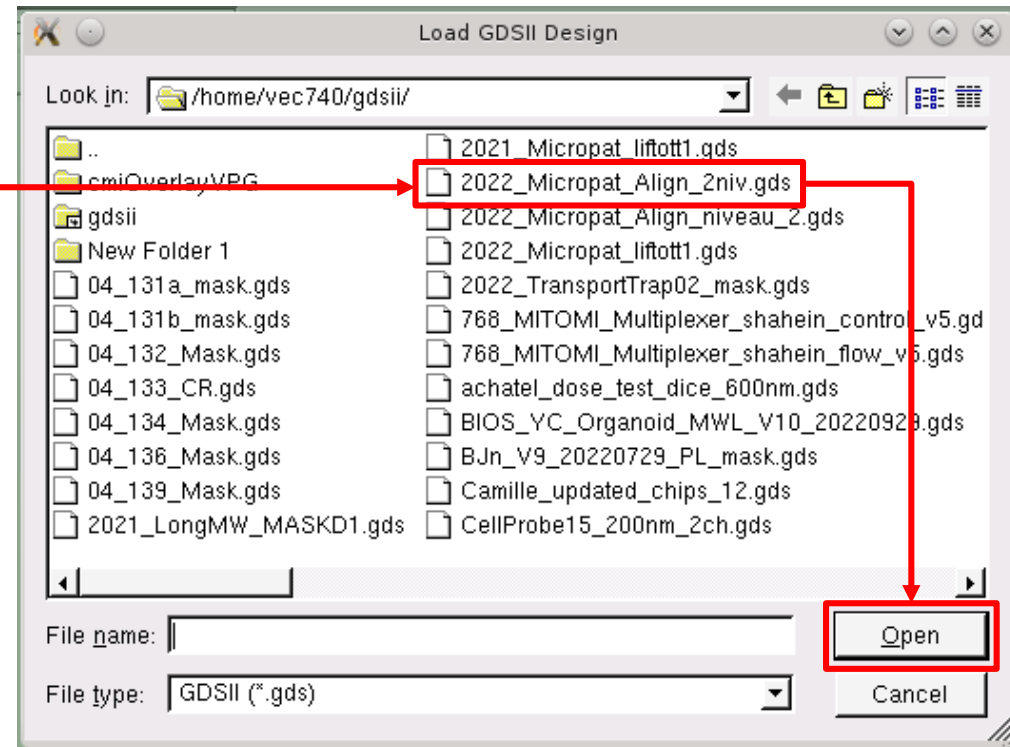 Load GDSII Design
Look in: /home/vec740/gdsii/
..
cmiOverlayVPG
gdsii
New Folder 1
04_131a_mask.gds
04_131b_mask.gds
04_132_Mask.gds
04_133_CR.gds
04_134_Mask.gds
04_136_Mask.gds
04_139_Mask.gds
2021_LongMW_MASKD1.gds
2021_Micropat_liftott1.gds
2022_Micropat_Align_2niv.gds
2022_Micropat_Align_niveau_2.gds
2022_Micropat_liftott1.gds
2022_TransportTrap02_mask.gds
768_MITOMI_Multiplexer_shahein_control_v5.gd
768_MITOMI_Multiplexer_shahein_flow_v5.gds
achatel_dose_test_dice_600nm.gds
BIOS_YC_Organoid_MWL_V10_20220929.gds
BJn_V9_20220729_PL_mask.gds
Camille_updated_chips_12.gds
CellProbe15_200nm_2ch.gds
File name: Open
File type: GDSII (*.gds) Cancel